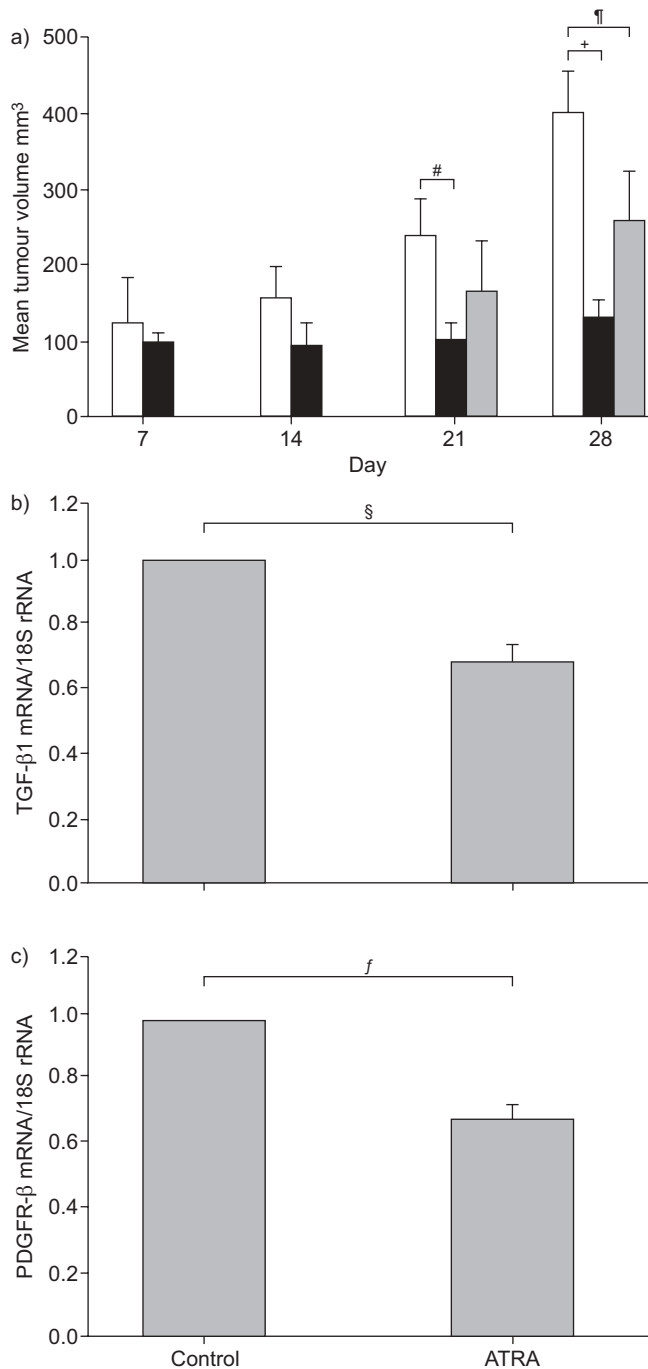 a)
Mean tumour volume mm³
500
400
300
200
100
0
#
+
¶
7 14 21 28
Day
b)
TGF-β1 mRNA/18S rRNA
1.2
1.0
0.8
0.6
0.4
0.2
0.0
§
c)
PDGFR-β mRNA/18S rRNA
1.2
1.0
0.8
0.6
0.4
0.2
0.0
ƒ
Control ATRA